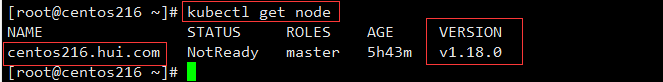 [root@centos216 ~]# kubectl get node
NAME STATUS ROLES AGE VERSION
centos216.hui.com NotReady master 5h43m v1.18.0
[root@centos216 ~]#